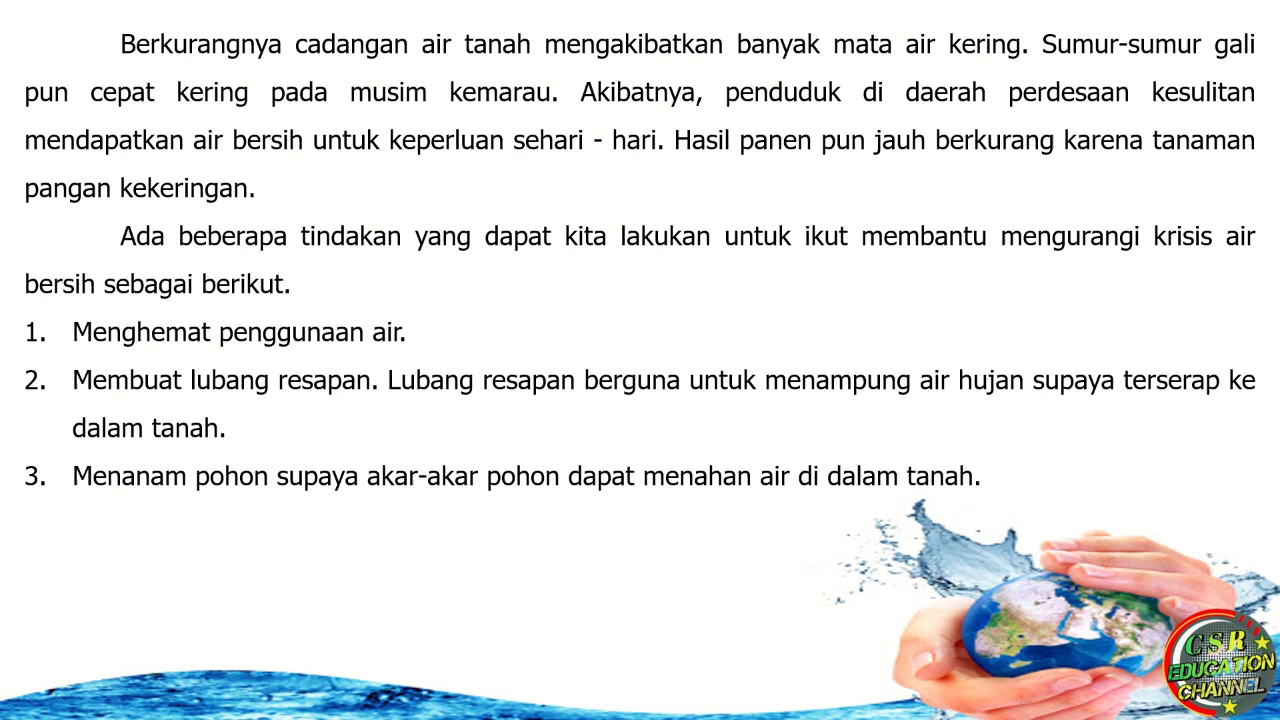 Berkurangnya cadangan air tanah mengakibatkan banyak mata air kering. Sumur-sumur gali
pun cepat kering pada musim kemarau. Akibatnya, penduduk di daerah perdesaan kesulitan
mendapatkan air bersih untuk keperluan sehari - hari. Hasil panen pun jauh berkurang karena tanaman
pangan kekeringan.
Ada beberapa tindakan yang dapat kita lakukan untuk ikut membantu mengurangi krisis air
bersih sebagai berikut.
1. Menghemat penggunaan air.
2. Membuat lubang resapan. Lubang resapan berguna untuk menampung air hujan supaya terserap ke
dalam tanah.
3. Menanam pohon supaya akar-akar pohon dapat menahan air di dalam tanah.
CSR
EDUCATION
CHANNEL